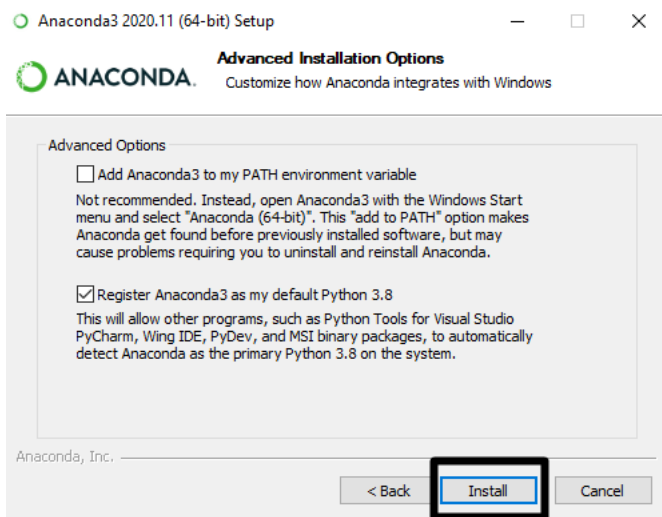 Anaconda3 2020.11 (64-bit) Setup
ANACONDA.
Advanced Installation Options
Customize how Anaconda integrates with Windows
Advanced Options
Add Anaconda3 to my PATH environment variable
Not recommended. Instead, open Anaconda3 with the Windows Start
menu and select "Anaconda (64-bit)". This "add to PATH" option makes
Anaconda get found before previously installed software, but may
cause problems requiring you to uninstall and reinstall Anaconda.
Register Anaconda3 as my default Python 3.8
This will allow other programs, such as Python Tools for Visual Studio
PyCharm, Wing IDE, PyDev, and MSI binary packages, to automatically
detect Anaconda as the primary Python 3.8 on the system.
Anaconda, Inc.
< Back Install Cancel